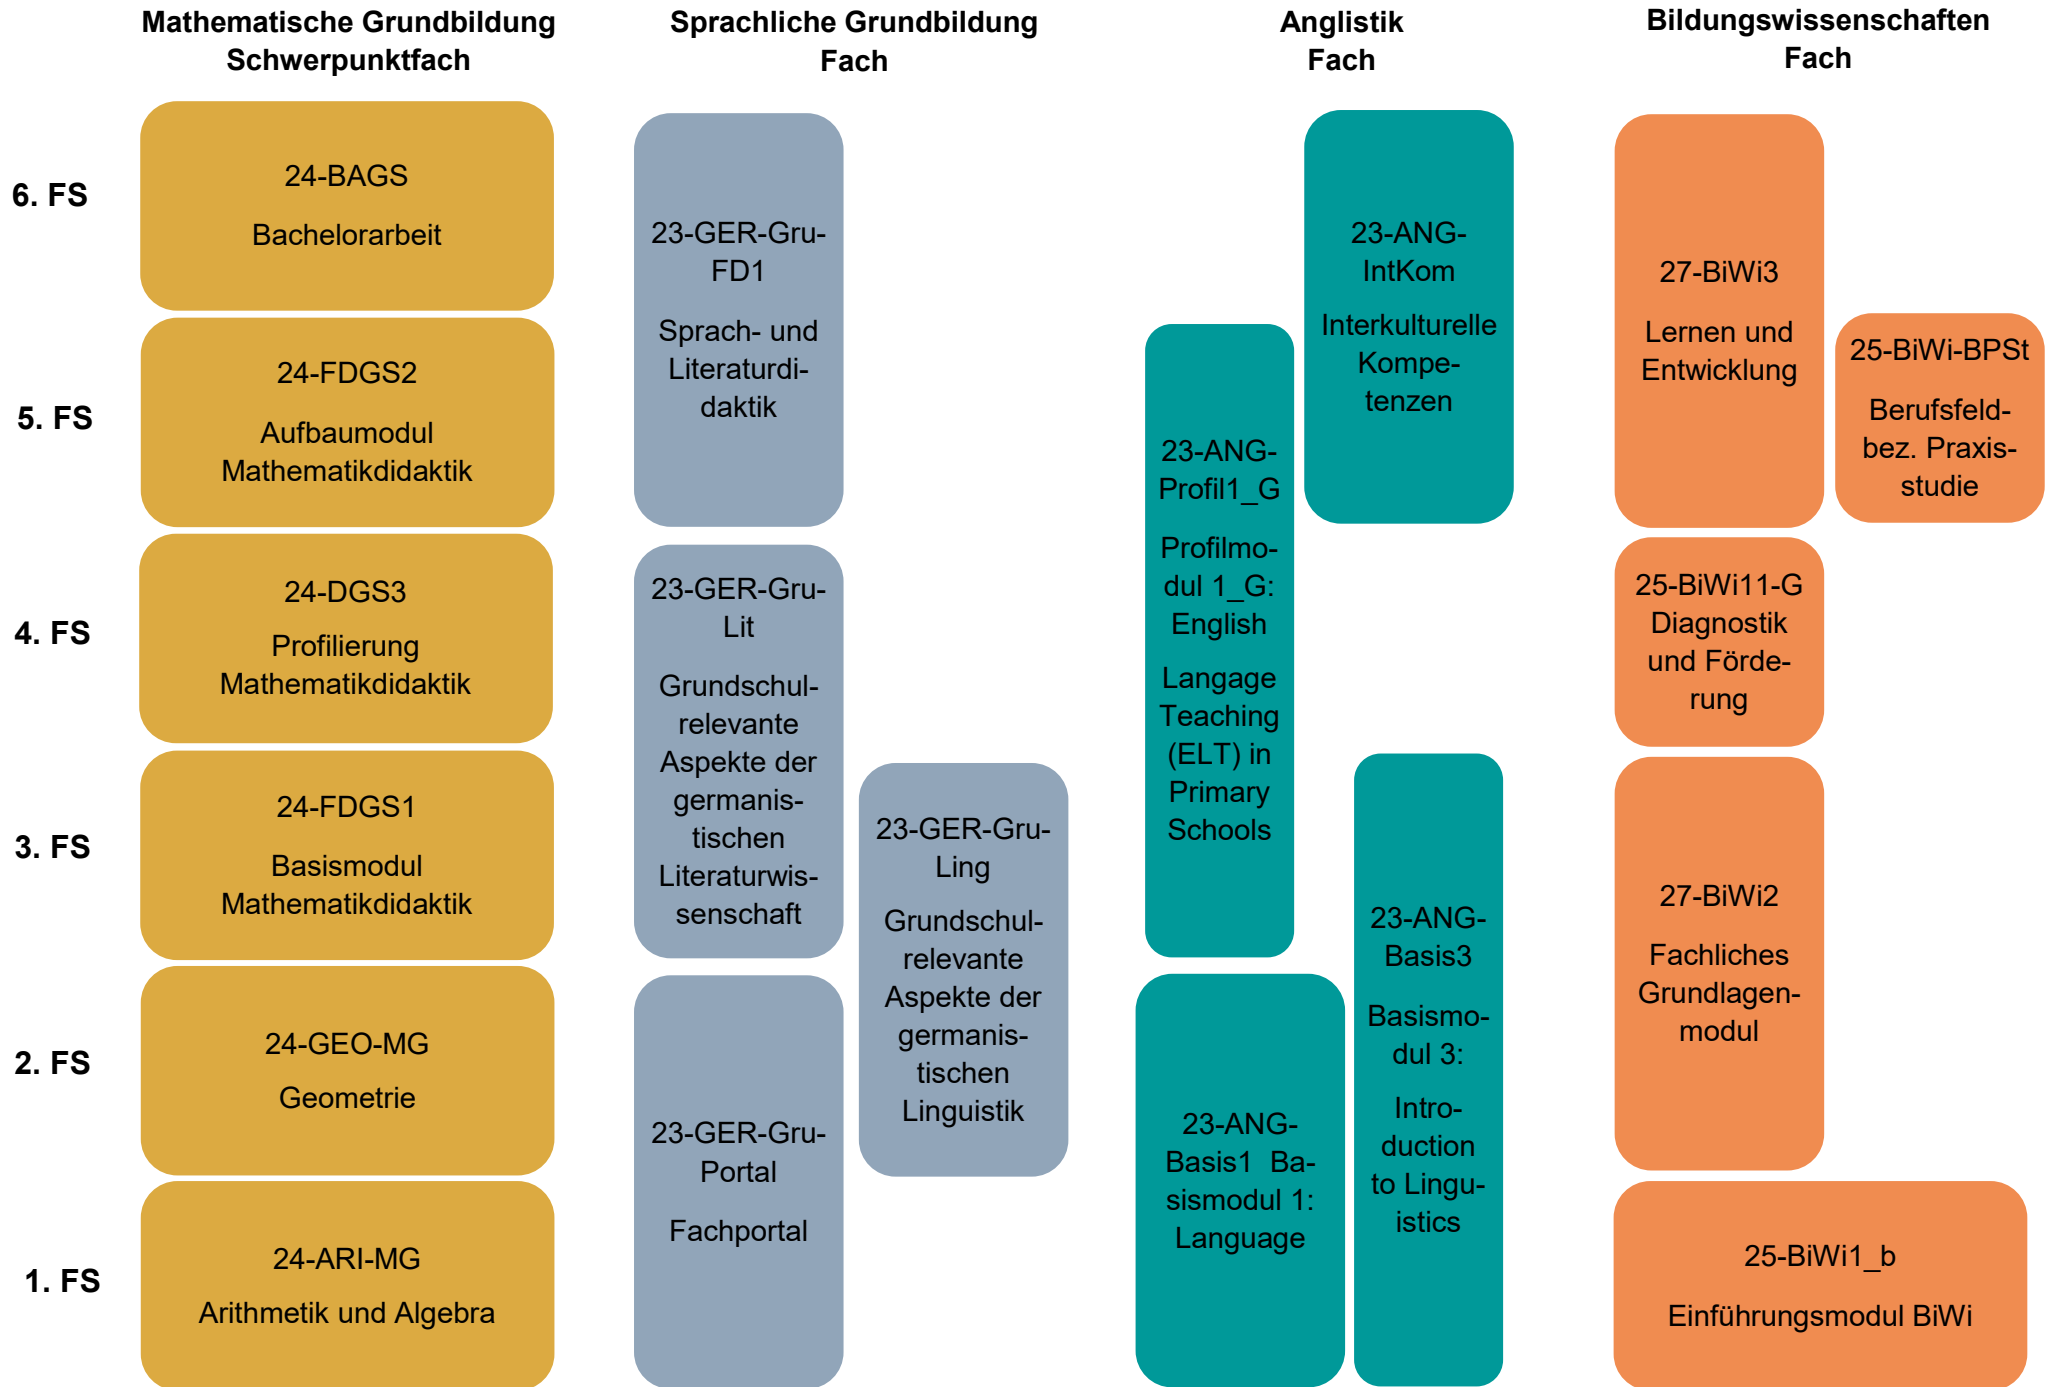 Mathematische Grundbildung
Schwerpunktfach
Sprachliche Grundbildung
Fach
Anglistik
Fach
Bildungswissenschaften
Fach
6. FS
5. FS
4. FS
3. FS
2. FS
1. FS
24-BAGS
Bachelorarbeit
24-FDGS2
Aufbaumodul
Mathematikdidaktik
24-DGS3
Profilierung
Mathematikdidaktik
24-FDGS1
Basismodul
Mathematikdidaktik
24-GEO-MG
Geometrie
24-ARI-MG
Arithmetik und Algebra
23-GER-Gru-
FD1
Sprach- und
Literaturdi-
daktik
23-GER-Gru-
Lit
Grundschul-
relevante
Aspekte der
germanis-
tischen
Literaturwis-
senschaft
23-GER-Gru-
Ling
Grundschul-
relevante
Aspekte der
germanis-
tischen
Linguistik
23-GER-Gru-
Portal
Fachportal
23-ANG-
IntKom
Interkulturelle
Kompe-
tenzen
23-ANG-
Profil1_G
Profilmo-
dul 1_G:
English
Langage
Teaching
(ELT) in
Primary
Schools
23-ANG-
Basis3
Basismo-
dul 3:
Intro-
duction
to Lingu-
istics
23-ANG-
Basis1  Ba-
sismodul 1:
Language
27-BiWi3
Lernen und
Entwicklung
25-BiWi-BPSt
Berufsfeld-
bez. Praxis-
studie
25-BiWi11-G
Diagnostik
und Förde-
rung
27-BiWi2
Fachliches
Grundlagen-
modul
25-BiWi1_b
Einführungsmodul BiWi